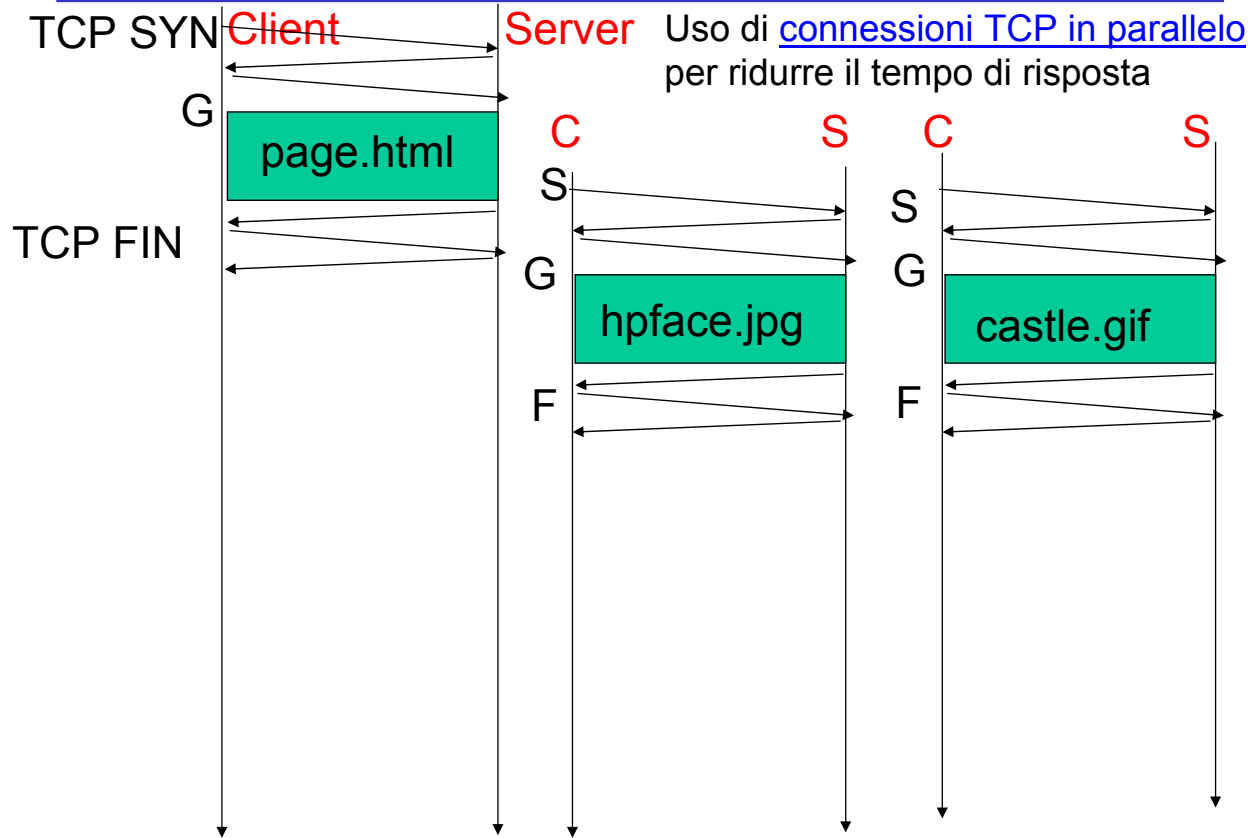 TCP SYN Client Server
Uso di connessioni TCP in parallelo
per ridurre il tempo di risposta
G
page.html
TCP FIN
C S
S
G
hpface.jpg
F
C S
S
G
castle.gif
F